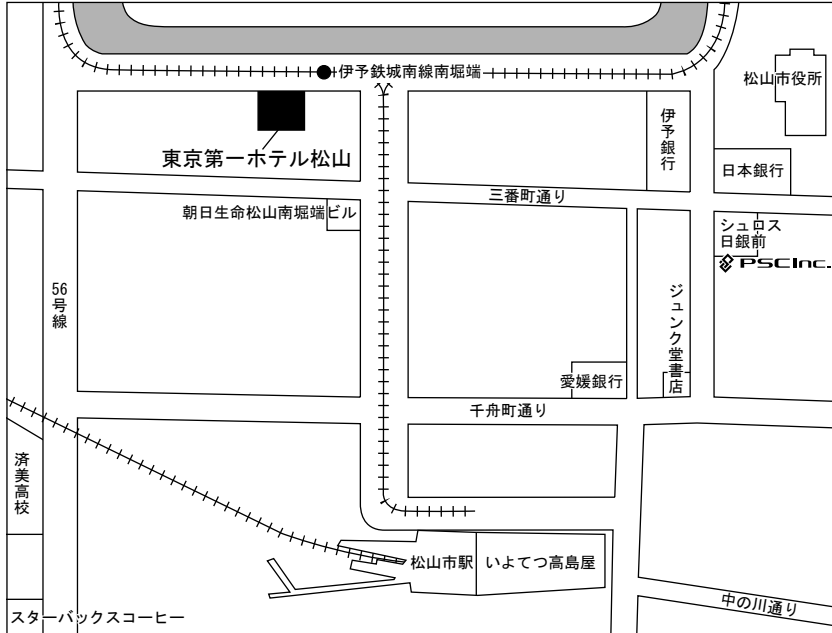 伊予鉄城南線南堀端
松山市役所
伊予銀行
東京第一ホテル松山
日本銀行
三番町通り
朝日生命松山南堀端ビル
シュロス
日銀前
PSCInc.
56号線
ジュンク堂書店
愛媛銀行
千舟町通り
済美高校
松山市駅
いよてつ高島屋
中の川通り
スターバックスコーヒー